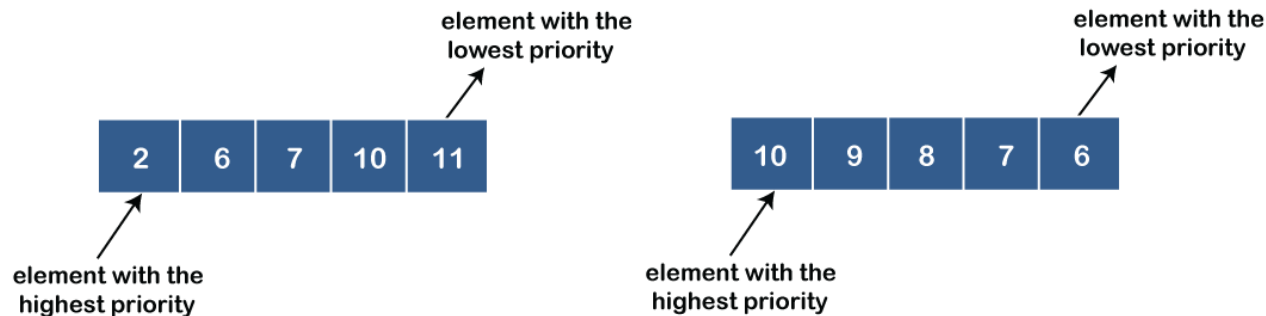 element with the
lowest priority
2 6 7 10 11
element with the
highest priority
element with the
lowest priority
10 9 8 7 6
element with the
highest priority